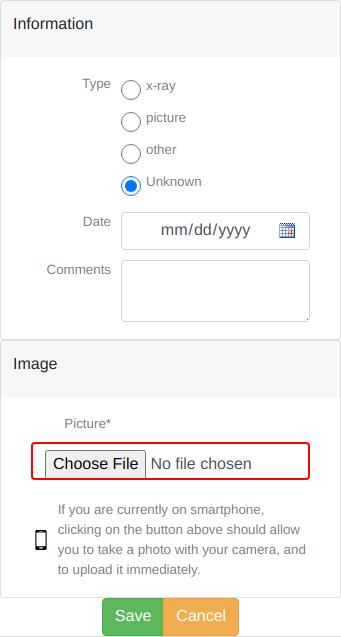 Information
Type
x-ray
picture
other
Unknown
Date
mm/dd/yyyy
Comments
Image
Picture*
Choose File No file chosen
If you are currently on smartphone,
clicking on the button above should allow
you to take a photo with your camera, and
to upload it immediately.
Save Cancel